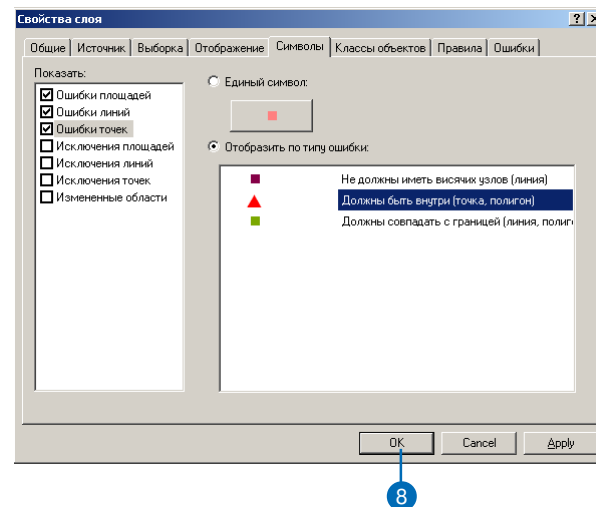 Свойства слоя
Общие Источник Выборка Отображение Символы Классы объектов Правила Ошибки
Показать:
Ошибки площадей
Ошибки линий
Ошибки точек
Исключения площадей
Исключения линий
Исключения точек
Измененные области
Единый символ:
Отобразить по типу ошибки:
Не должны иметь висячих узлов (линия)
Должны быть внутри (точка, полигон)
Должны совпадать с границей (линия, полиг
OK Cancel Apply
8